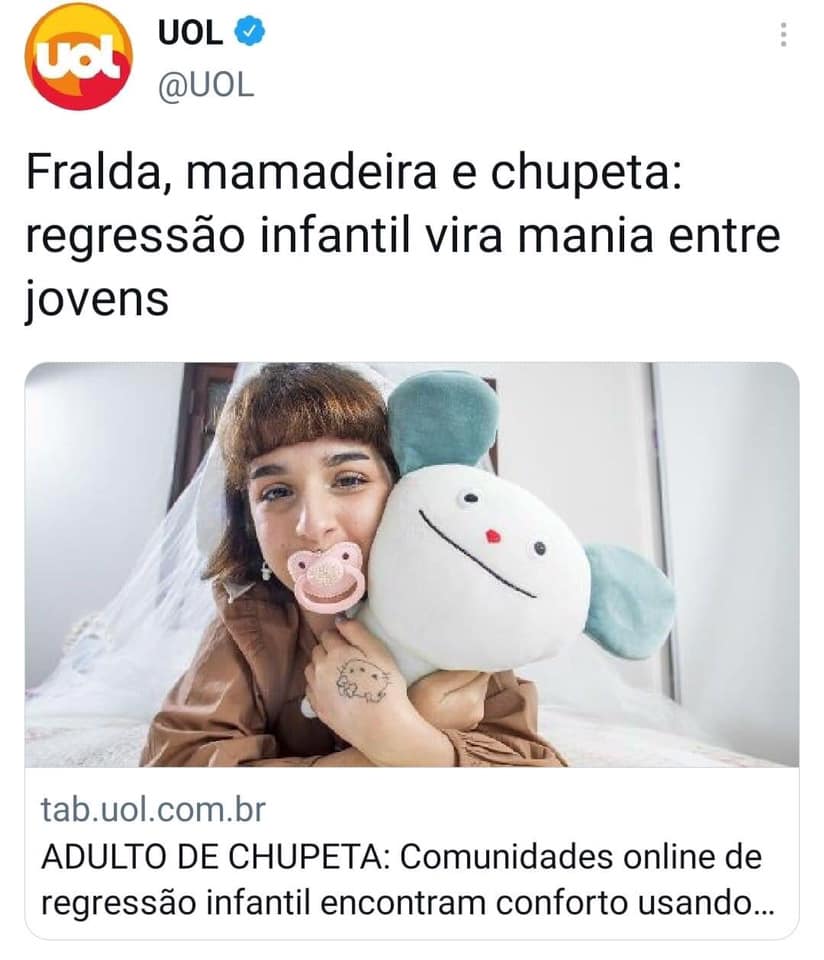 uol
UOL
@UOL
Fralda, mamadeira e chupeta:
regressão infantil vira mania entre
jovens
tab.uol.com.br
ADULTO DE CHUPETA: Comunidades online de
regressão infantil encontram conforto usando...